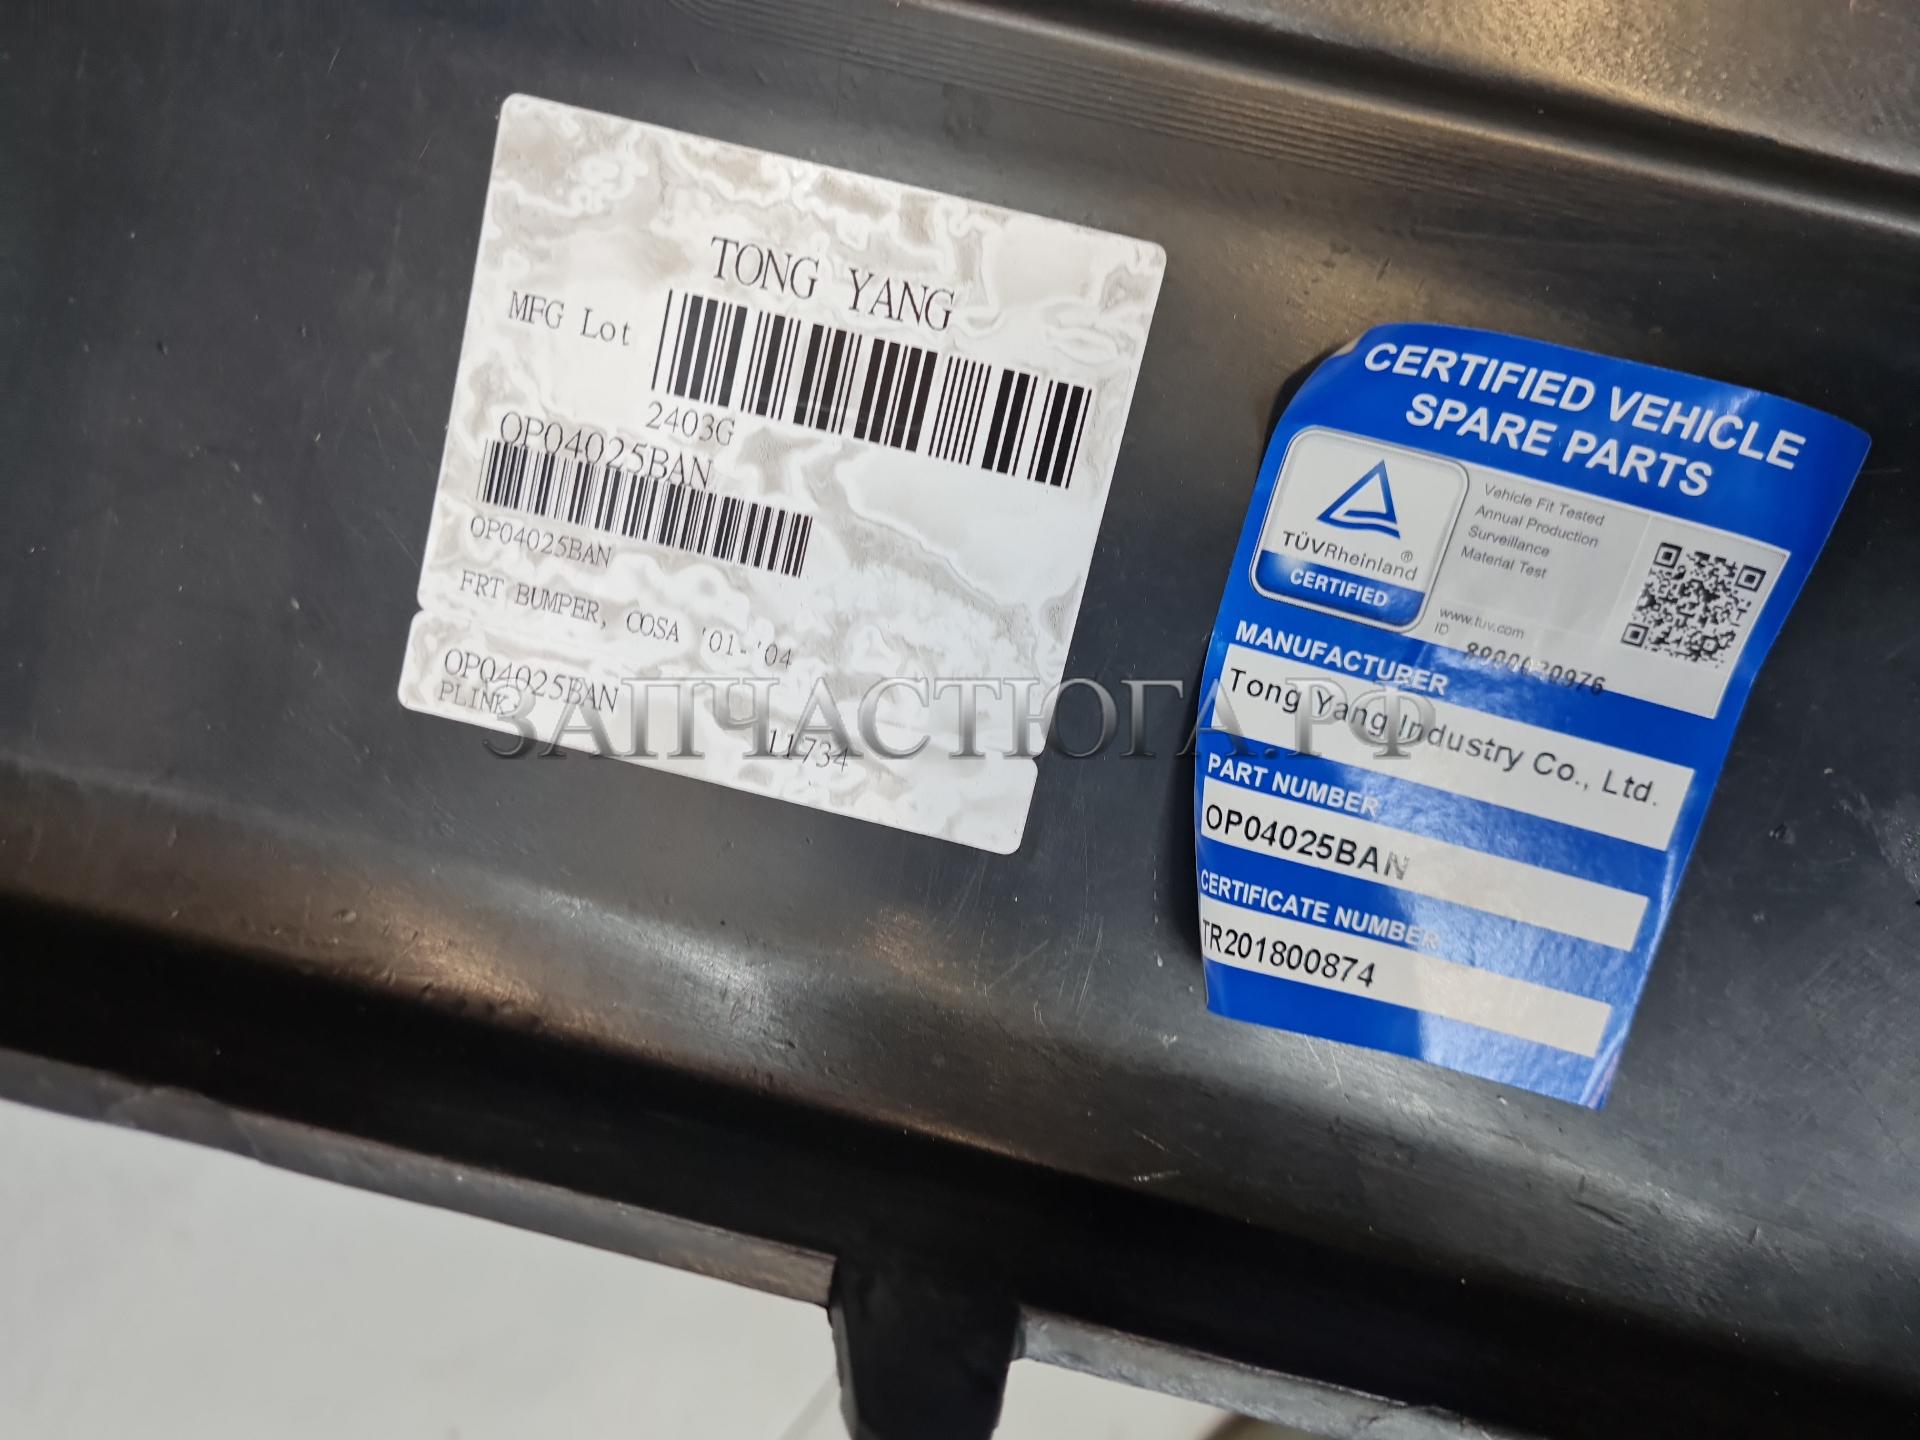 TONG YANG
MFG Lot
2403G
OP04025BAN
OP04025BAN
FRT BUMPER, COSA '01-'04
OP04025BAN
PLINK
11734
CERTIFIED VEHICLE
SPARE PARTS
TÜVRheinland®
CERTIFIED
Vehicle Fit Tested
Annual Production
Surveillance
Material Test
www.tuv.com
ID
MANUFACTURER
Tong Yang Industry Co., Ltd.
PART NUMBER
OP04025BAN
CERTIFICATE NUMBER
TR201800874
ЗАПЧАСТЮГА.РФ